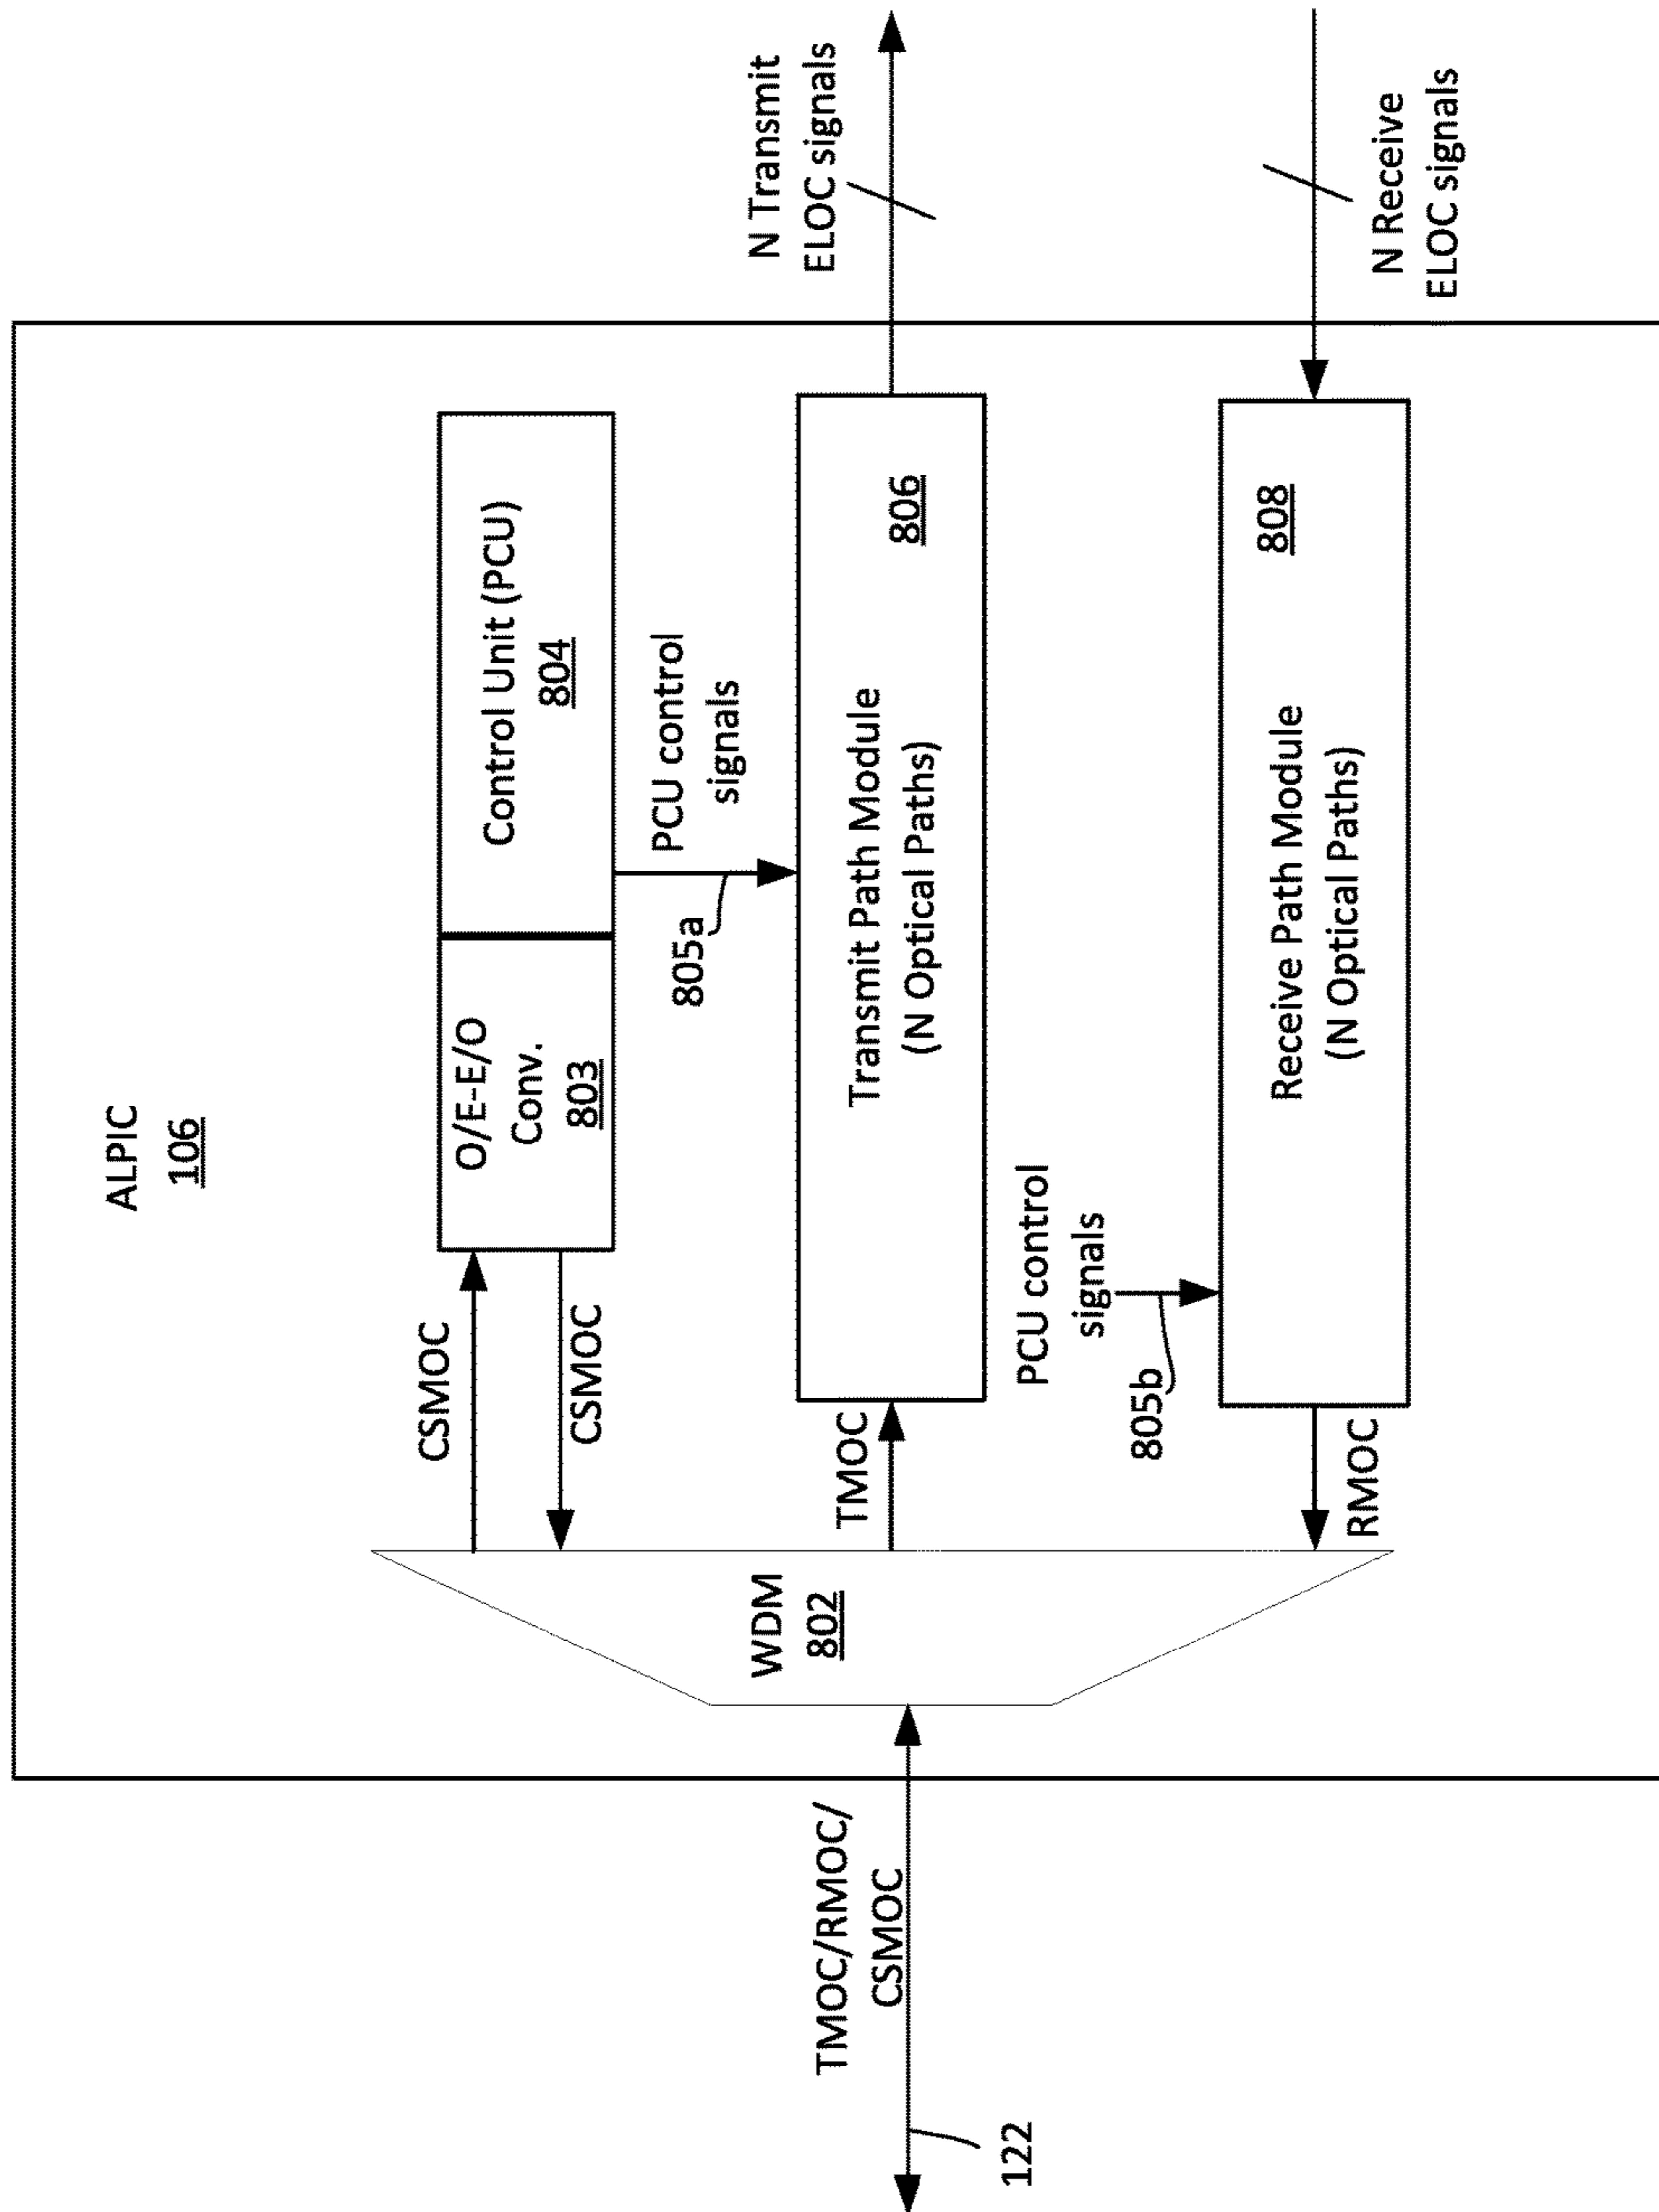 ALPIC
106
TMOC/RMOC/
CSMOC
122
WDM
802
CSMOC
CSMOC
O/E-E/O
Conv.
803
Control Unit (PCU)
804
PCU control
signals
805a
TMOC
Transmit Path Module
(N Optical Paths)
806
N Transmit
ELOC signals
PCU control
signals
805b
RMOC
Receive Path Module
(N Optical Paths)
808
N Receive
ELOC signals